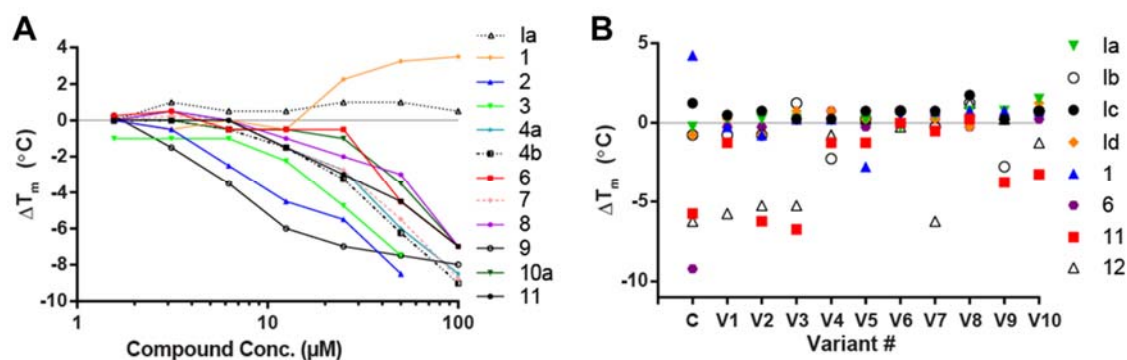 A
4
2
0
-2
-4
-6
-8
-10
ΔTm (°C)
1
10
100
Compound Conc. (µM)
Ia
1
2
3
4a
4b
6
7
8
9
10a
11
B
5
0
-5
-10
ΔTm (°C)
C V1 V2 V3 V4 V5 V6 V7 V8 V9 V10
Variant #
Ia
Ib
Ic
Id
1
6
11
12